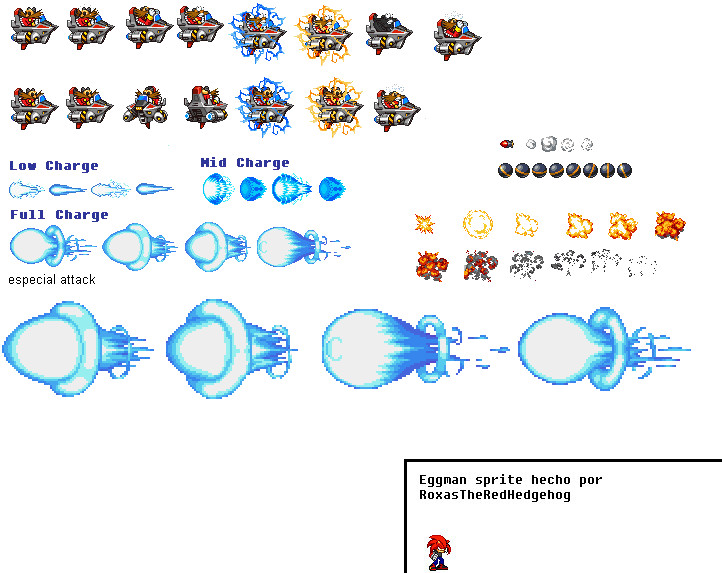 Low Charge
Mid Charge
Full Charge
especial attack
Eggman sprite hecho por
RoxasTheRedHedgehog